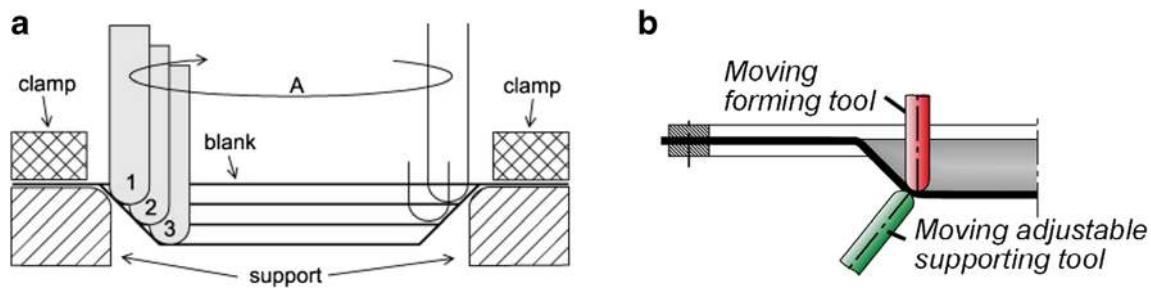 a
clamp
A
clamp
blank
1
2
3
support
b
Moving
forming tool
Moving adjustable
supporting tool